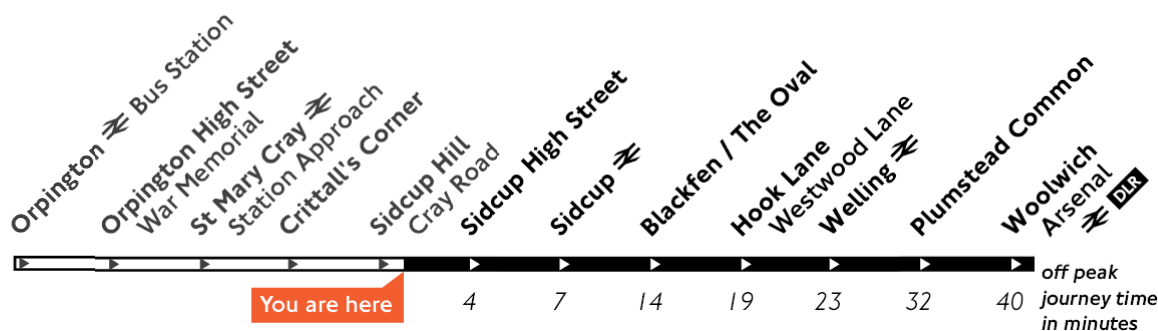 Orpington Bus Station
Orpington High Street
War Memorial
St Mary Cray
Station Approach
Crittall's Corner
Sidcup Hill
Cray Road
Sidcup High Street
Sidcup
Blackfen / The Oval
Hook Lane
Westwood Lane
Welling
Plumstead Common
Woolwich
Arsenal
DLR
You are here
4 7 14 19 23 32 40
off peak
journey time
in minutes